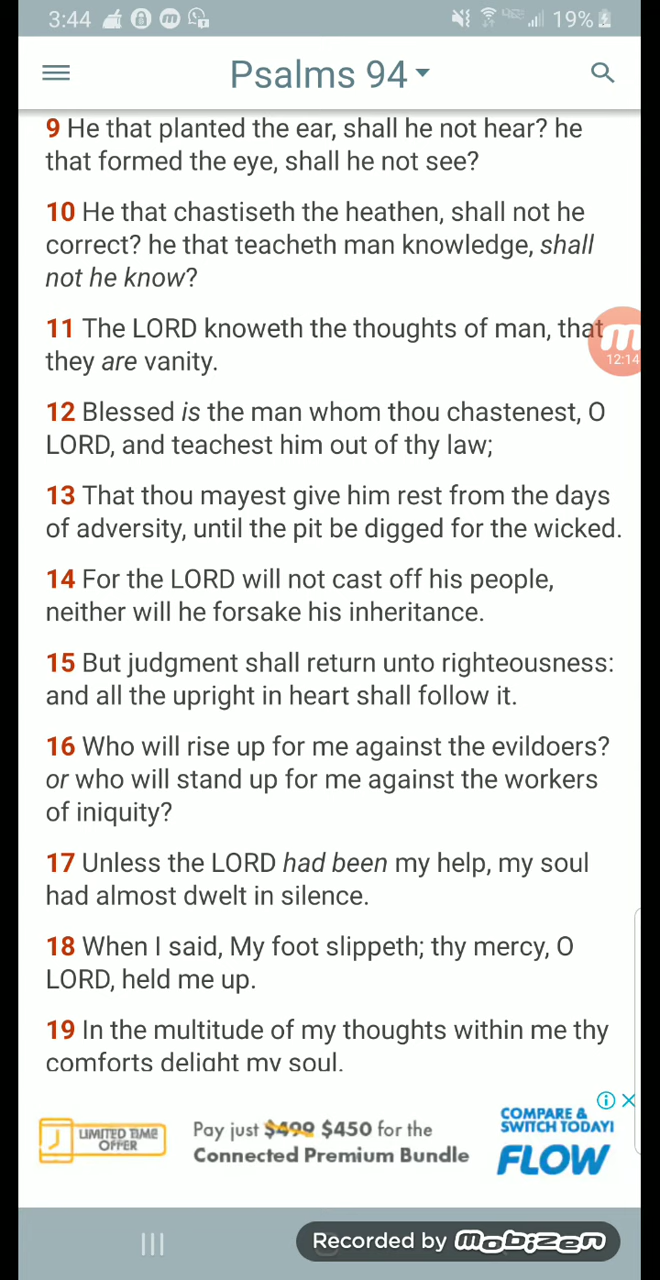 3:44 19%
Psalms 94
9 He that planted the ear, shall he not hear? he
that formed the eye, shall he not see?
10 He that chastiseth the heathen, shall not he
correct? he that teacheth man knowledge, shall
not he know?
11 The LORD knoweth the thoughts of man, that
they are vanity.
m
12:14
12 Blessed is the man whom thou chastenest, O
LORD, and teachest him out of thy law;
13 That thou mayest give him rest from the days
of adversity, until the pit be digged for the wicked.
14 For the LORD will not cast off his people,
neither will he forsake his inheritance.
15 But judgment shall return unto righteousness:
and all the upright in heart shall follow it.
16 Who will rise up for me against the evildoers?
or who will stand up for me against the workers
of iniquity?
17 Unless the LORD had been my help, my soul
had almost dwelt in silence.
18 When I said, My foot slippeth; thy mercy, O
LORD, held me up.
19 In the multitude of my thoughts within me thy
comforts delight my soul.
LIMITED TIME
OFFER
Pay just $499 $450 for the
Connected Premium Bundle
COMPARE &
SWITCH TODAY!
FLOW
Recorded by mobizen